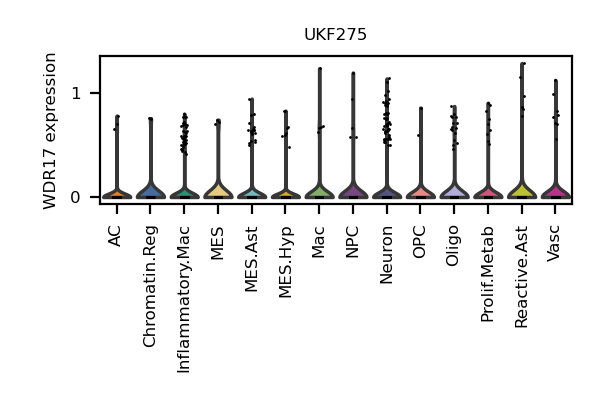 UKF275
WDR17 expression
1
0
AC
Chromatin.Reg
Inflammatory.Mac
MES
MES.Ast
MES.Hyp
Mac
NPC
Neuron
OPC
Oligo
Prolif.Metab
Reactive.Ast
Vasc